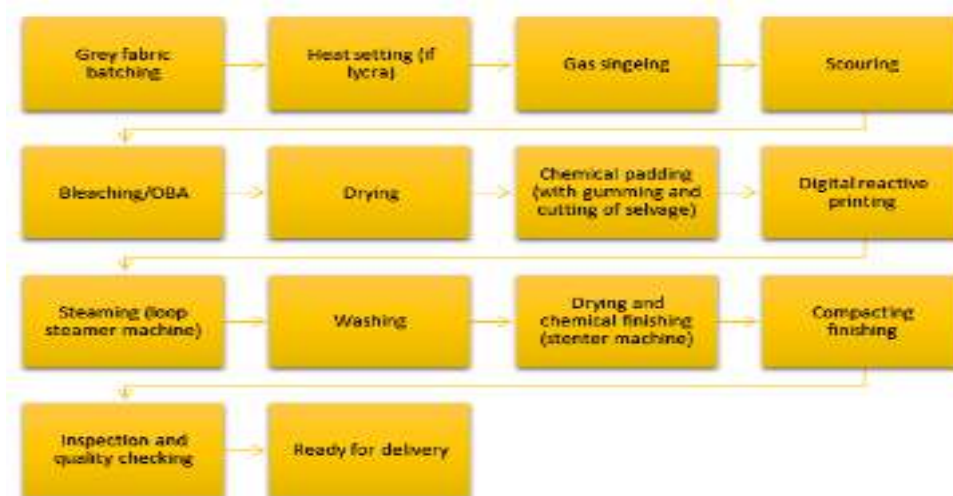 Grey fabric
batching
Heat setting (if
lycra)
Gas singeing
Scouring
Bleaching/OBA
Drying
Chemical padding
(with gumming and
cutting of selvage)
Digital reactive
printing
Steaming (loop
steamer machine)
Washing
Drying and
chemical finishing
(stenter machine)
Compacting
finishing
Inspection and
quality checking
Ready for delivery